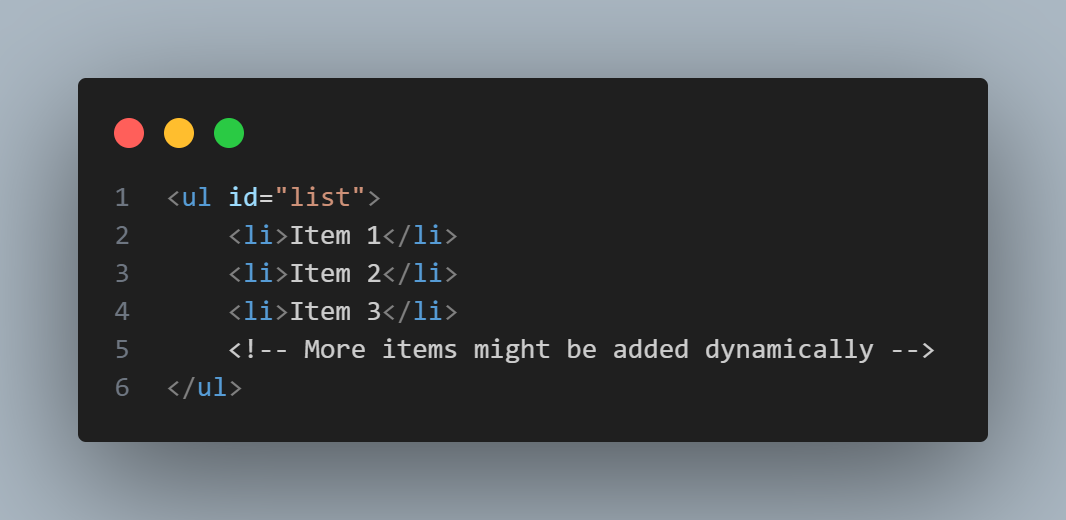 1 <ul id="list">
2     <li>Item 1</li>
3     <li>Item 2</li>
4     <li>Item 3</li>
5     <!-- More items might be added dynamically -->
6 </ul>